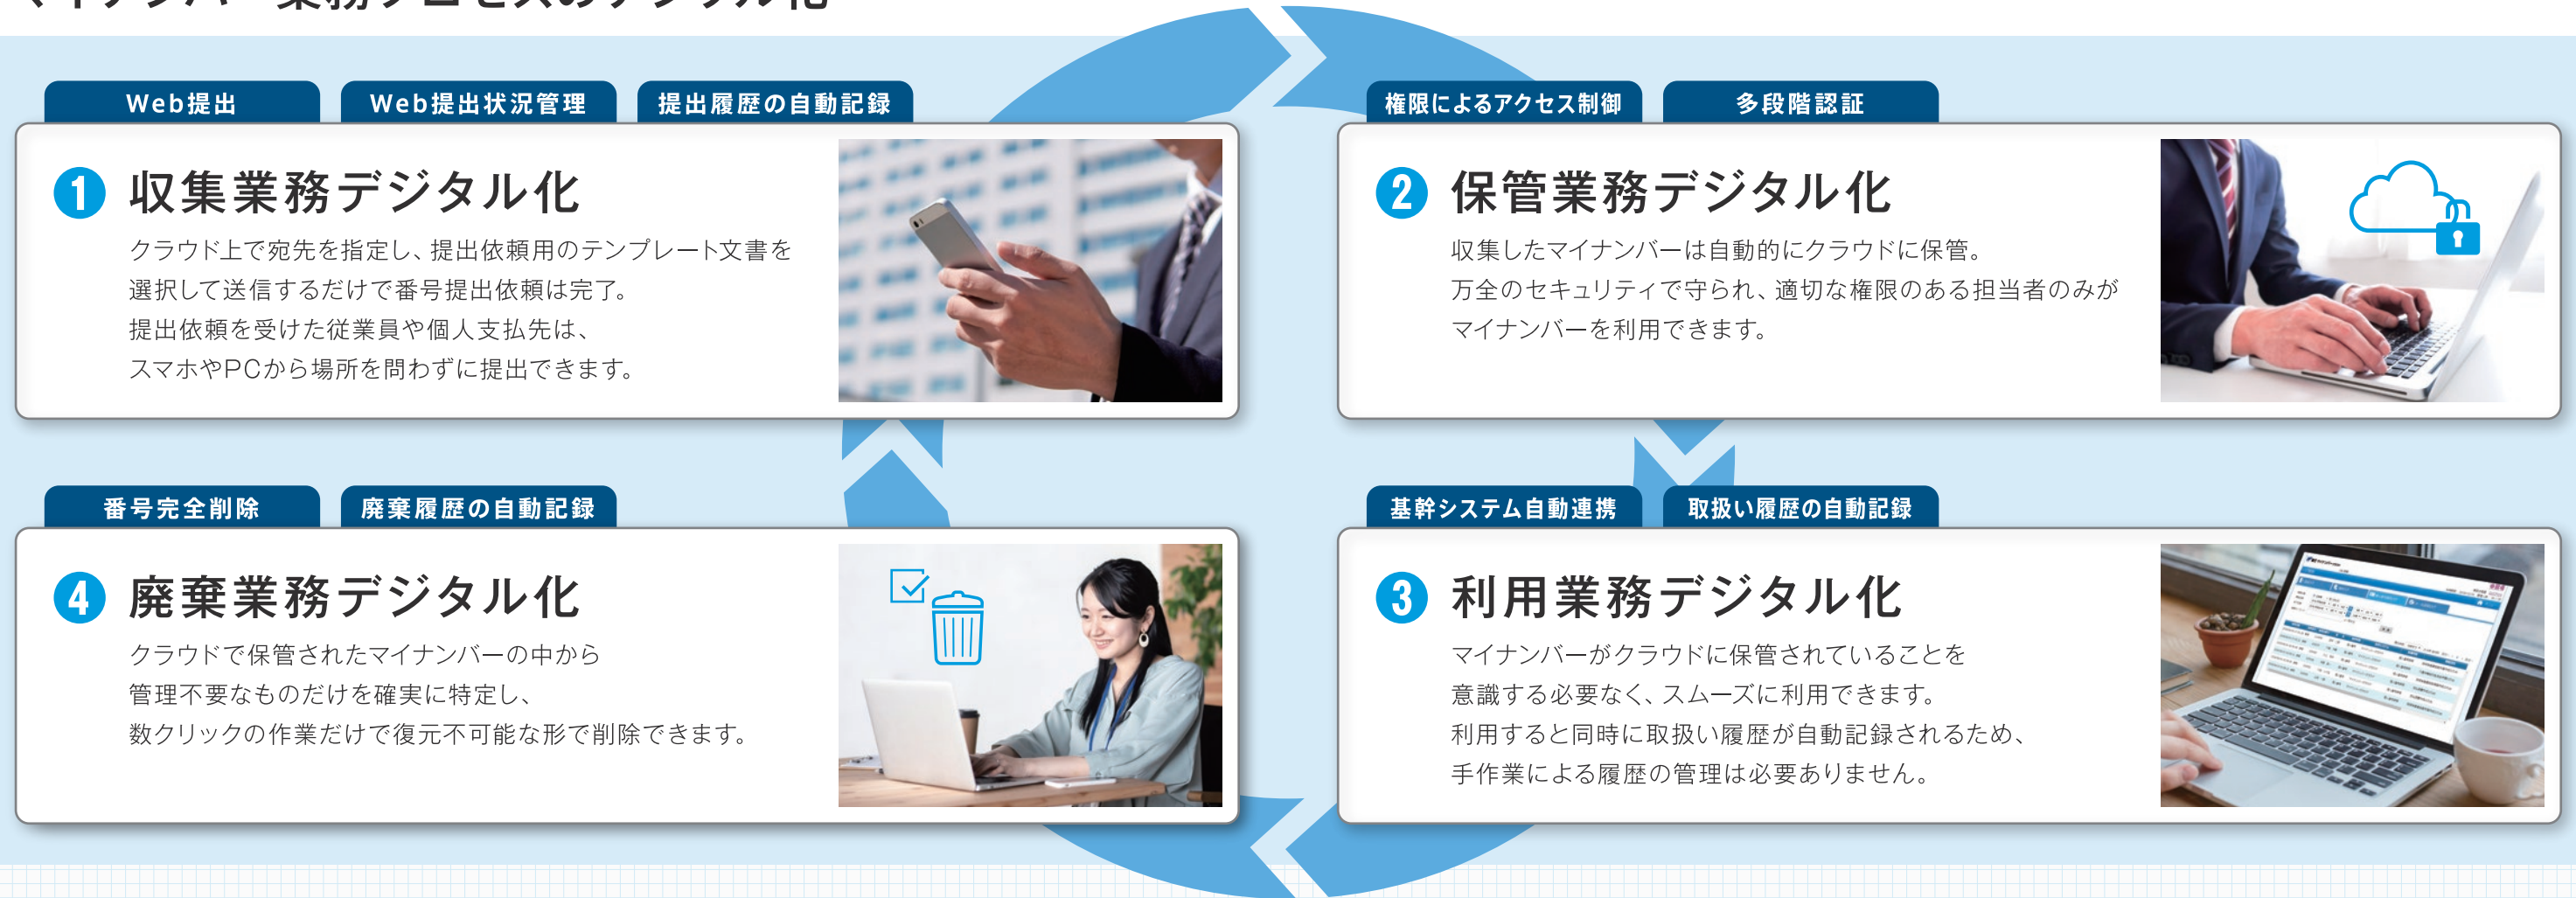 マイナンバー業務プロセスのデジタル化
Web提出
Web提出状況管理
提出履歴の自動記録
1 収集業務デジタル化
クラウド上で宛先を指定し、提出依頼用のテンプレート文書を
選択して送信するだけで番号提出依頼は完了。
提出依頼を受けた従業員や個人支払先は、
スマホやPCから場所を問わずに提出できます。
権限によるアクセス制御
多段階認証
2 保管業務デジタル化
収集したマイナンバーは自動的にクラウドに保管。
万全のセキュリティで守られ、適切な権限のある担当者のみが
マイナンバーを利用できます。
基幹システム自動連携
取扱い履歴の自動記録
3 利用業務デジタル化
マイナンバーがクラウドに保管されていることを
意識する必要なく、スムーズに利用できます。
利用すると同時に取扱い履歴が自動記録されるため、
手作業による履歴の管理は必要ありません。
番号完全削除
廃棄履歴の自動記録
4 廃棄業務デジタル化
クラウドで保管されたマイナンバーの中から
管理不要なものだけを確実に特定し、
数クリックの作業だけで復元不可能な形で削除できます。